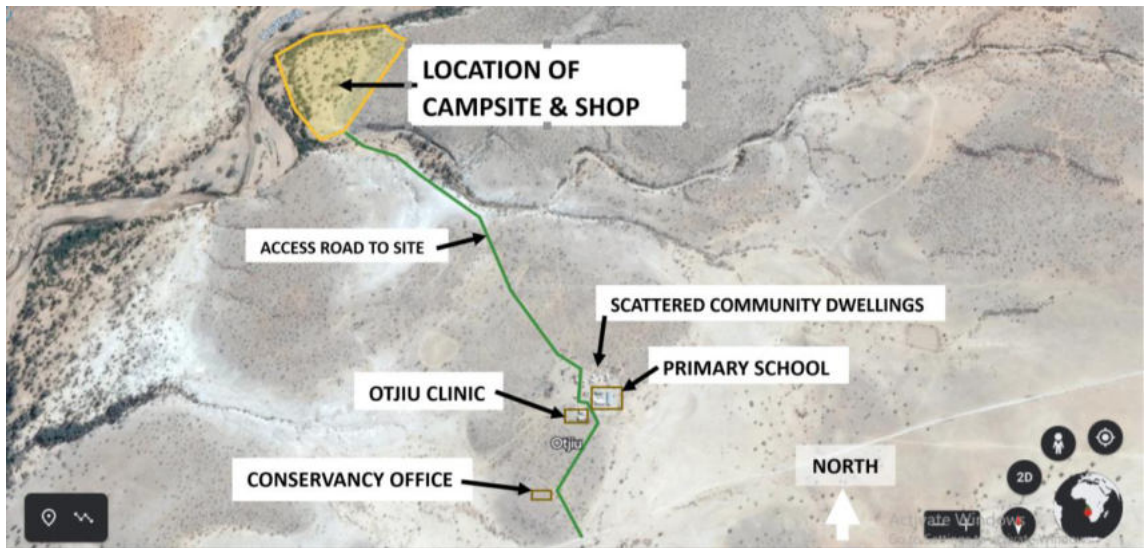 LOCATION OF
CAMPSITE & SHOP
ACCESS ROAD TO SITE
SCATTERED COMMUNITY DWELLINGS
PRIMARY SCHOOL
OTJIU CLINIC
Otjiu
NORTH
CONSERVANCY OFFICE
2D
Activate Windows